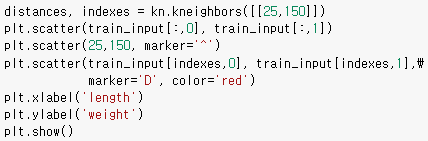 distances, indexes = kn.kneighbors([[25,150]])
plt.scatter(train_input[:,0], train_input[:,1])
plt.scatter(25,150, marker='^')
plt.scatter(train_input[indexes,0], train_input[indexes,1],₩
            marker='D', color='red')
plt.xlabel('length')
plt.ylabel('weight')
plt.show()